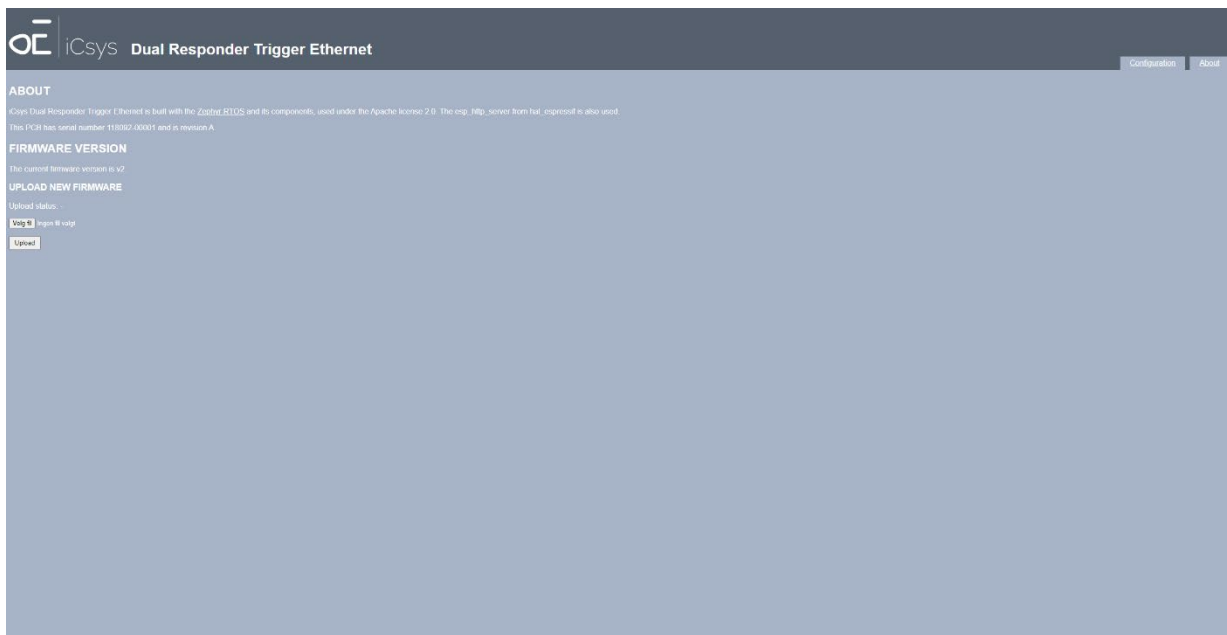 OE iCsys Dual Responder Trigger Ethernet
Configuration About
ABOUT
iCsys Dual Responder Trigger Ethernet is built with the Zephyr RTOS and its components, used under the Apache license 2.0. The esp_http_server from hal_espressif is also used.
This PCB has serial number 118092-00001 and is revision A.
FIRMWARE VERSION
The current firmware version is v2
UPLOAD NEW FIRMWARE
Upload status: -
Velg fil Ingen fil valgt
Upload